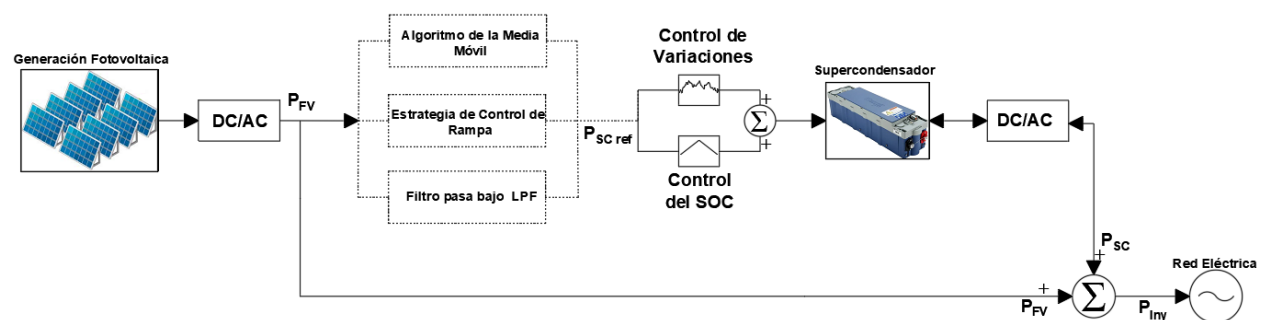 Generación Fotovoltaica
DC/AC
P_FV
Algoritmo de la Media
Móvil
Estrategia de Control de
Rampa
Filtro pasa bajo LPF
P_SC ref
Control de
Variaciones
+
Σ
+
Control
del SOC
Supercondensador
DC/AC
P_SC
+
+
P_FV
Σ
P_Inv
Red Eléctrica